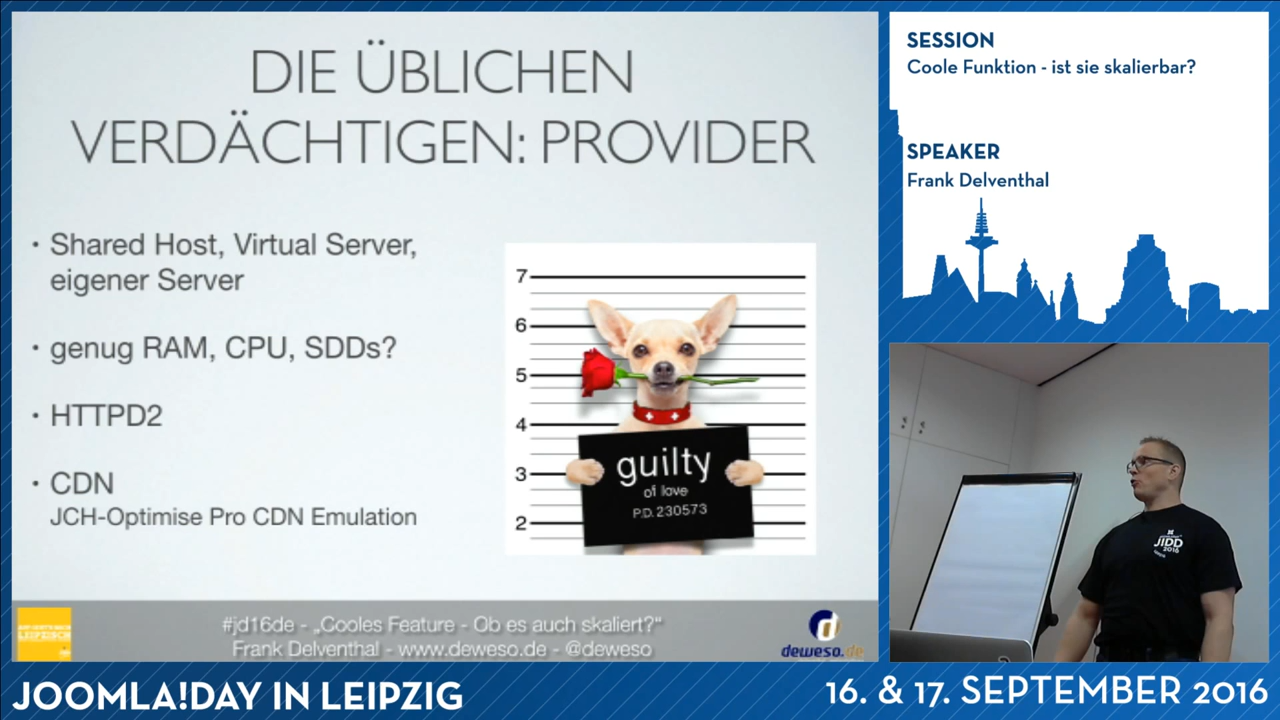 DIE ÜBLICHEN
VERDÄCHTIGEN: PROVIDER
• Shared Host, Virtual Server,
eigener Server
• genug RAM, CPU, SDDs?
• HTTPD2
• CDN
JCH-Optimise Pro CDN Emulation
7
6
5
4
3
2
guilty
of love
P.D. 230573
#jd16de - „Cooles Feature - Ob es auch skaliert?“
Frank Delventhal - www.deweso.de - @deweso
d
deweso.de
SESSION
Coole Funktion - ist sie skalierbar?
SPEAKER
Frank Delventhal
JIDD
2016
JOOMLA!DAY IN LEIPZIG
16. & 17. SEPTEMBER 2016